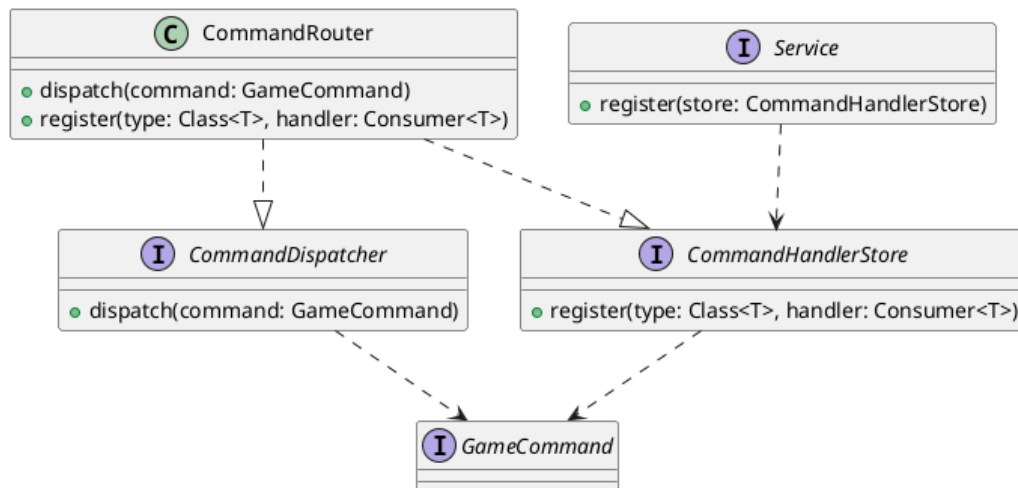 C CommandRouter
dispatch(command: GameCommand)
register(type: Class<T>, handler: Consumer<T>)
I Service
register(store: CommandHandlerStore)
I CommandDispatcher
dispatch(command: GameCommand)
I CommandHandlerStore
register(type: Class<T>, handler: Consumer<T>)
I GameCommand